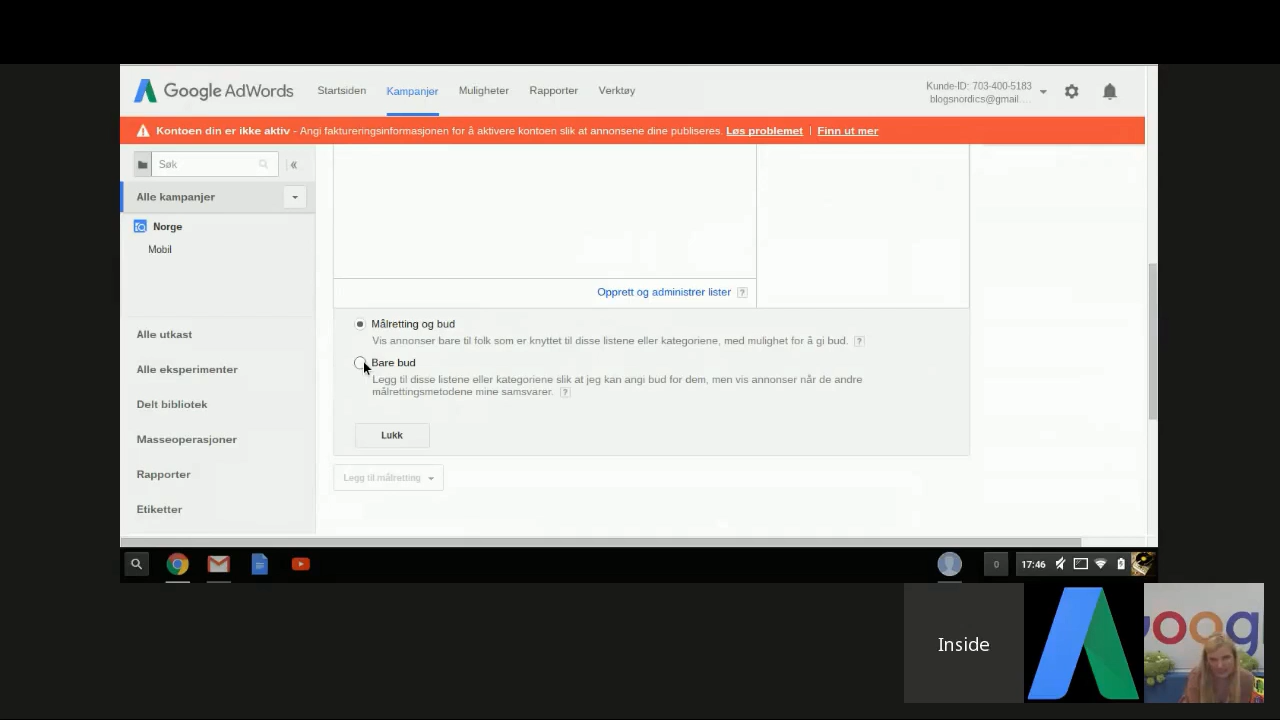 Google AdWords
Startsiden
Kampanjer
Muligheter
Rapporter
Verktøy
Kunde-ID: 703-400-5183
blogsnordics@gmail....
Kontoen din er ikke aktiv - Angi faktureringsinformasjonen for å aktivere kontoen slik at annonsene dine publiseres. Løs problemet | Finn ut mer
Søk
«
Alle kampanjer
Norge
Mobil
Alle utkast
Alle eksperimenter
Delt bibliotek
Masseoperasjoner
Rapporter
Etiketter
Opprett og administrer lister ?
Målretting og bud
Vis annonser bare til folk som er knyttet til disse listene eller kategoriene, med mulighet for å gi bud. ?
Bare bud
Legg til disse listene eller kategoriene slik at jeg kan angi bud for dem, men vis annonser når de andre
målrettingsmetodene mine samsvarer. ?
Lukk
Legg til målretting
0
17:46
Inside
oog